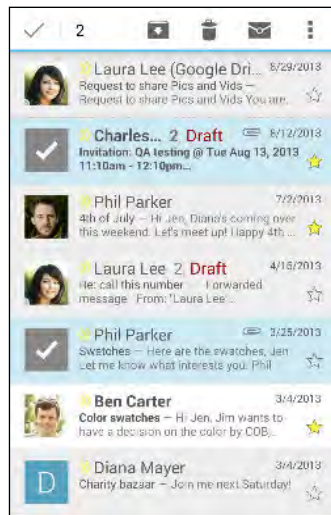 2
Laura Lee (Google Dri... 8/29/2013
Request to share Pics and Vids –
Request to share Pics and Vids You are.
Charles... 2 Draft 8/12/2013
Invitation: QA testing @ Tue Aug 13, 2013
11:10am - 12:10pm...
Phil Parker 7/2/2013
4th of july – Hi Jen, Diana's coming over
this weekend. Let's meet up! Happy 4th ...
Laura Lee 2 Draft 4/15/2013
Re: call this number Forwarded
message From: "Laura Lee"...
Phil Parker 3/25/2013
Swatches – Here are the swatches, Jen
Let me know what interests you. Phil
Ben Carter 3/4/2013
Color swatches – Hi Jen, Jim wants to
have a decision on the color by COB,
D Diana Mayer 3/4/2013
Charity bazaar – Join me next Saturday!